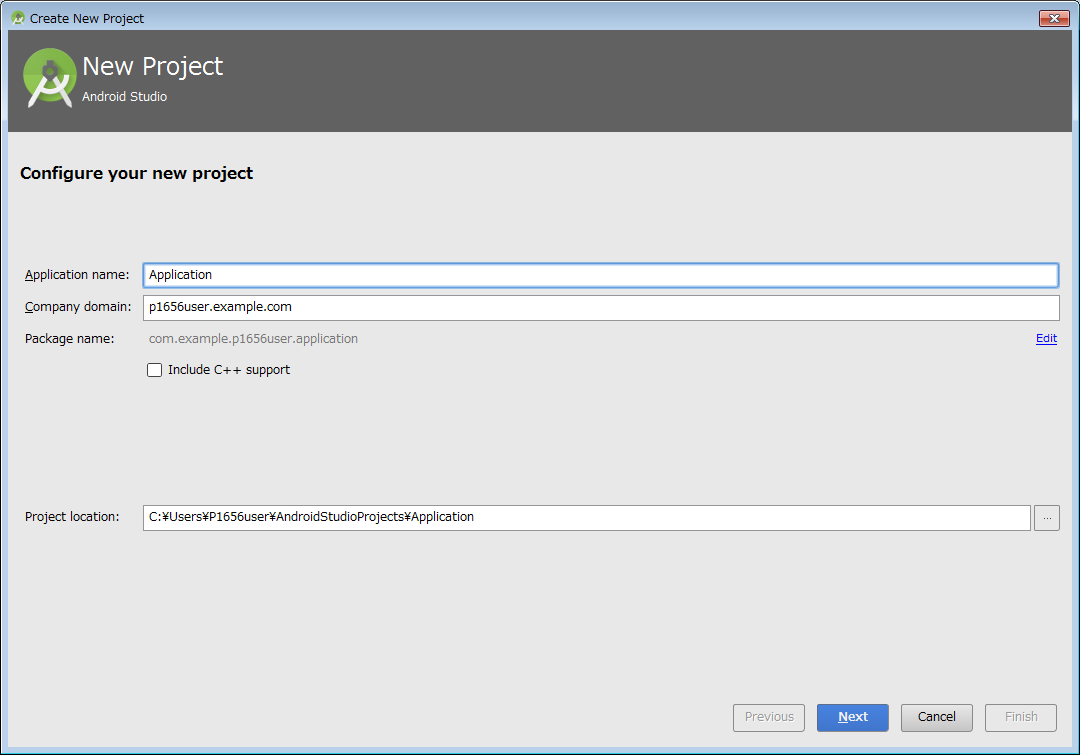 Create New Project
New Project
Android Studio
Configure your new project
Application name: Application
Company domain: p1656user.example.com
Package name: com.example.p1656user.application Edit
Include C++ support
Project location: C:¥Users¥P1656user¥AndroidStudioProjects¥Application ...
Previous Next Cancel Finish